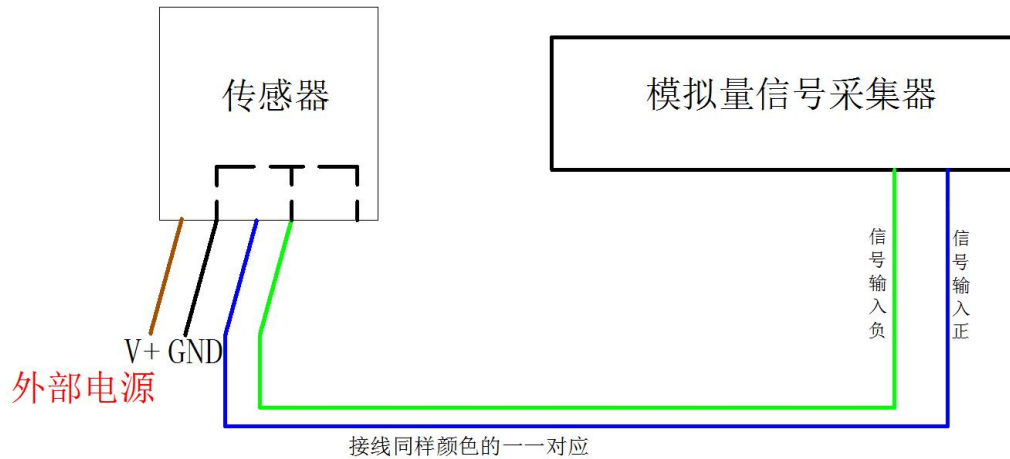 传感器
模拟量信号采集器
信号输入负
信号输入正
V+ GND
外部电源
接线同样颜色的一一对应